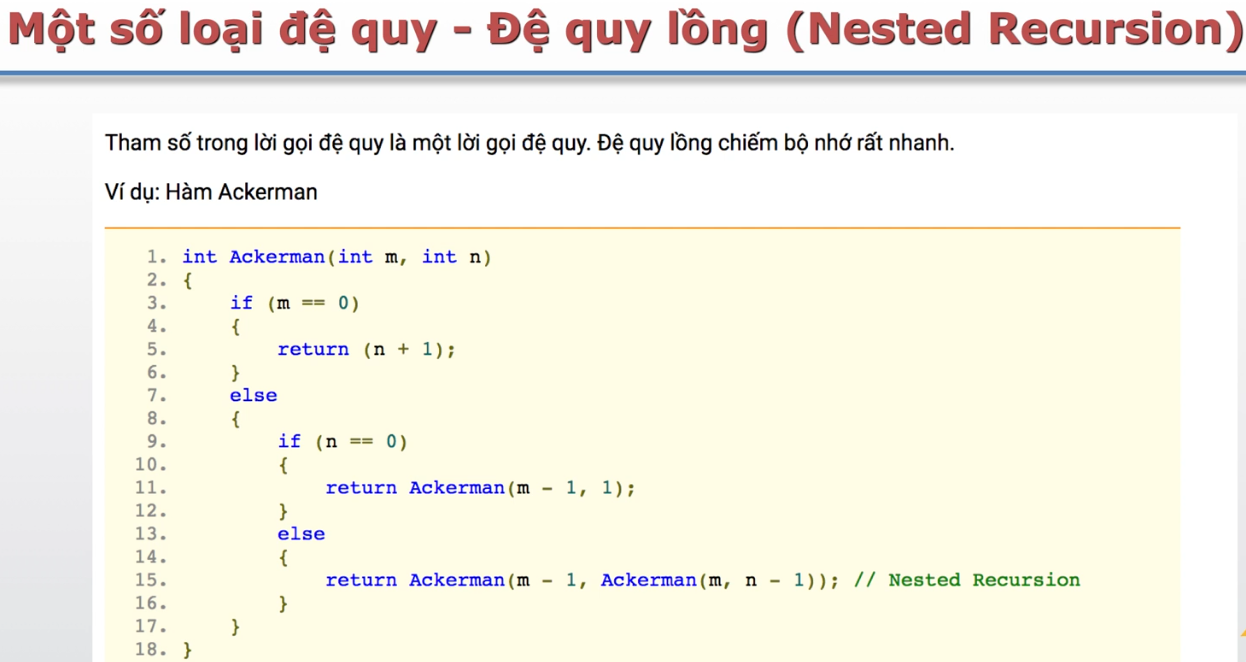 Một số loại đệ quy - Đệ quy lồng (Nested Recursion)
Tham số trong lời gọi đệ quy là một lời gọi đệ quy. Đệ quy lồng chiếm bộ nhớ rất nhanh.
Ví dụ: Hàm Ackerman
1. int Ackerman(int m, int n)
2. {
3.     if (m == 0)
4.     {
5.         return (n + 1);
6.     }
7.     else
8.     {
9.         if (n == 0)
10.         {
11.             return Ackerman(m - 1, 1);
12.         }
13.         else
14.         {
15.             return Ackerman(m - 1, Ackerman(m, n - 1)); // Nested Recursion
16.         }
17.     }
18. }